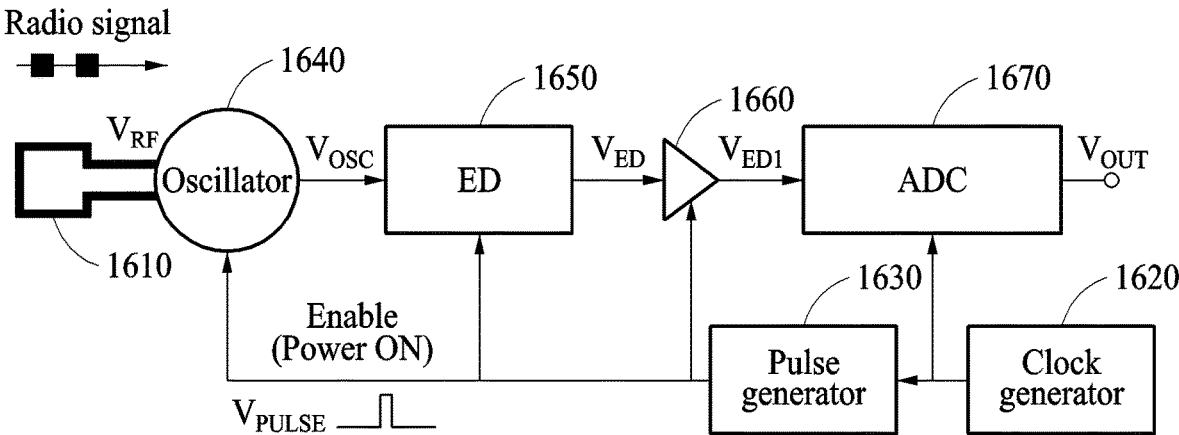 Radio signal
1640
1650
1660
1670
V_RF
V_OSC
V_ED
V_ED1
V_OUT
Oscillator
ED
ADC
1610
1630
1620
Enable
(Power ON)
Pulse
generator
Clock
generator
V_PULSE